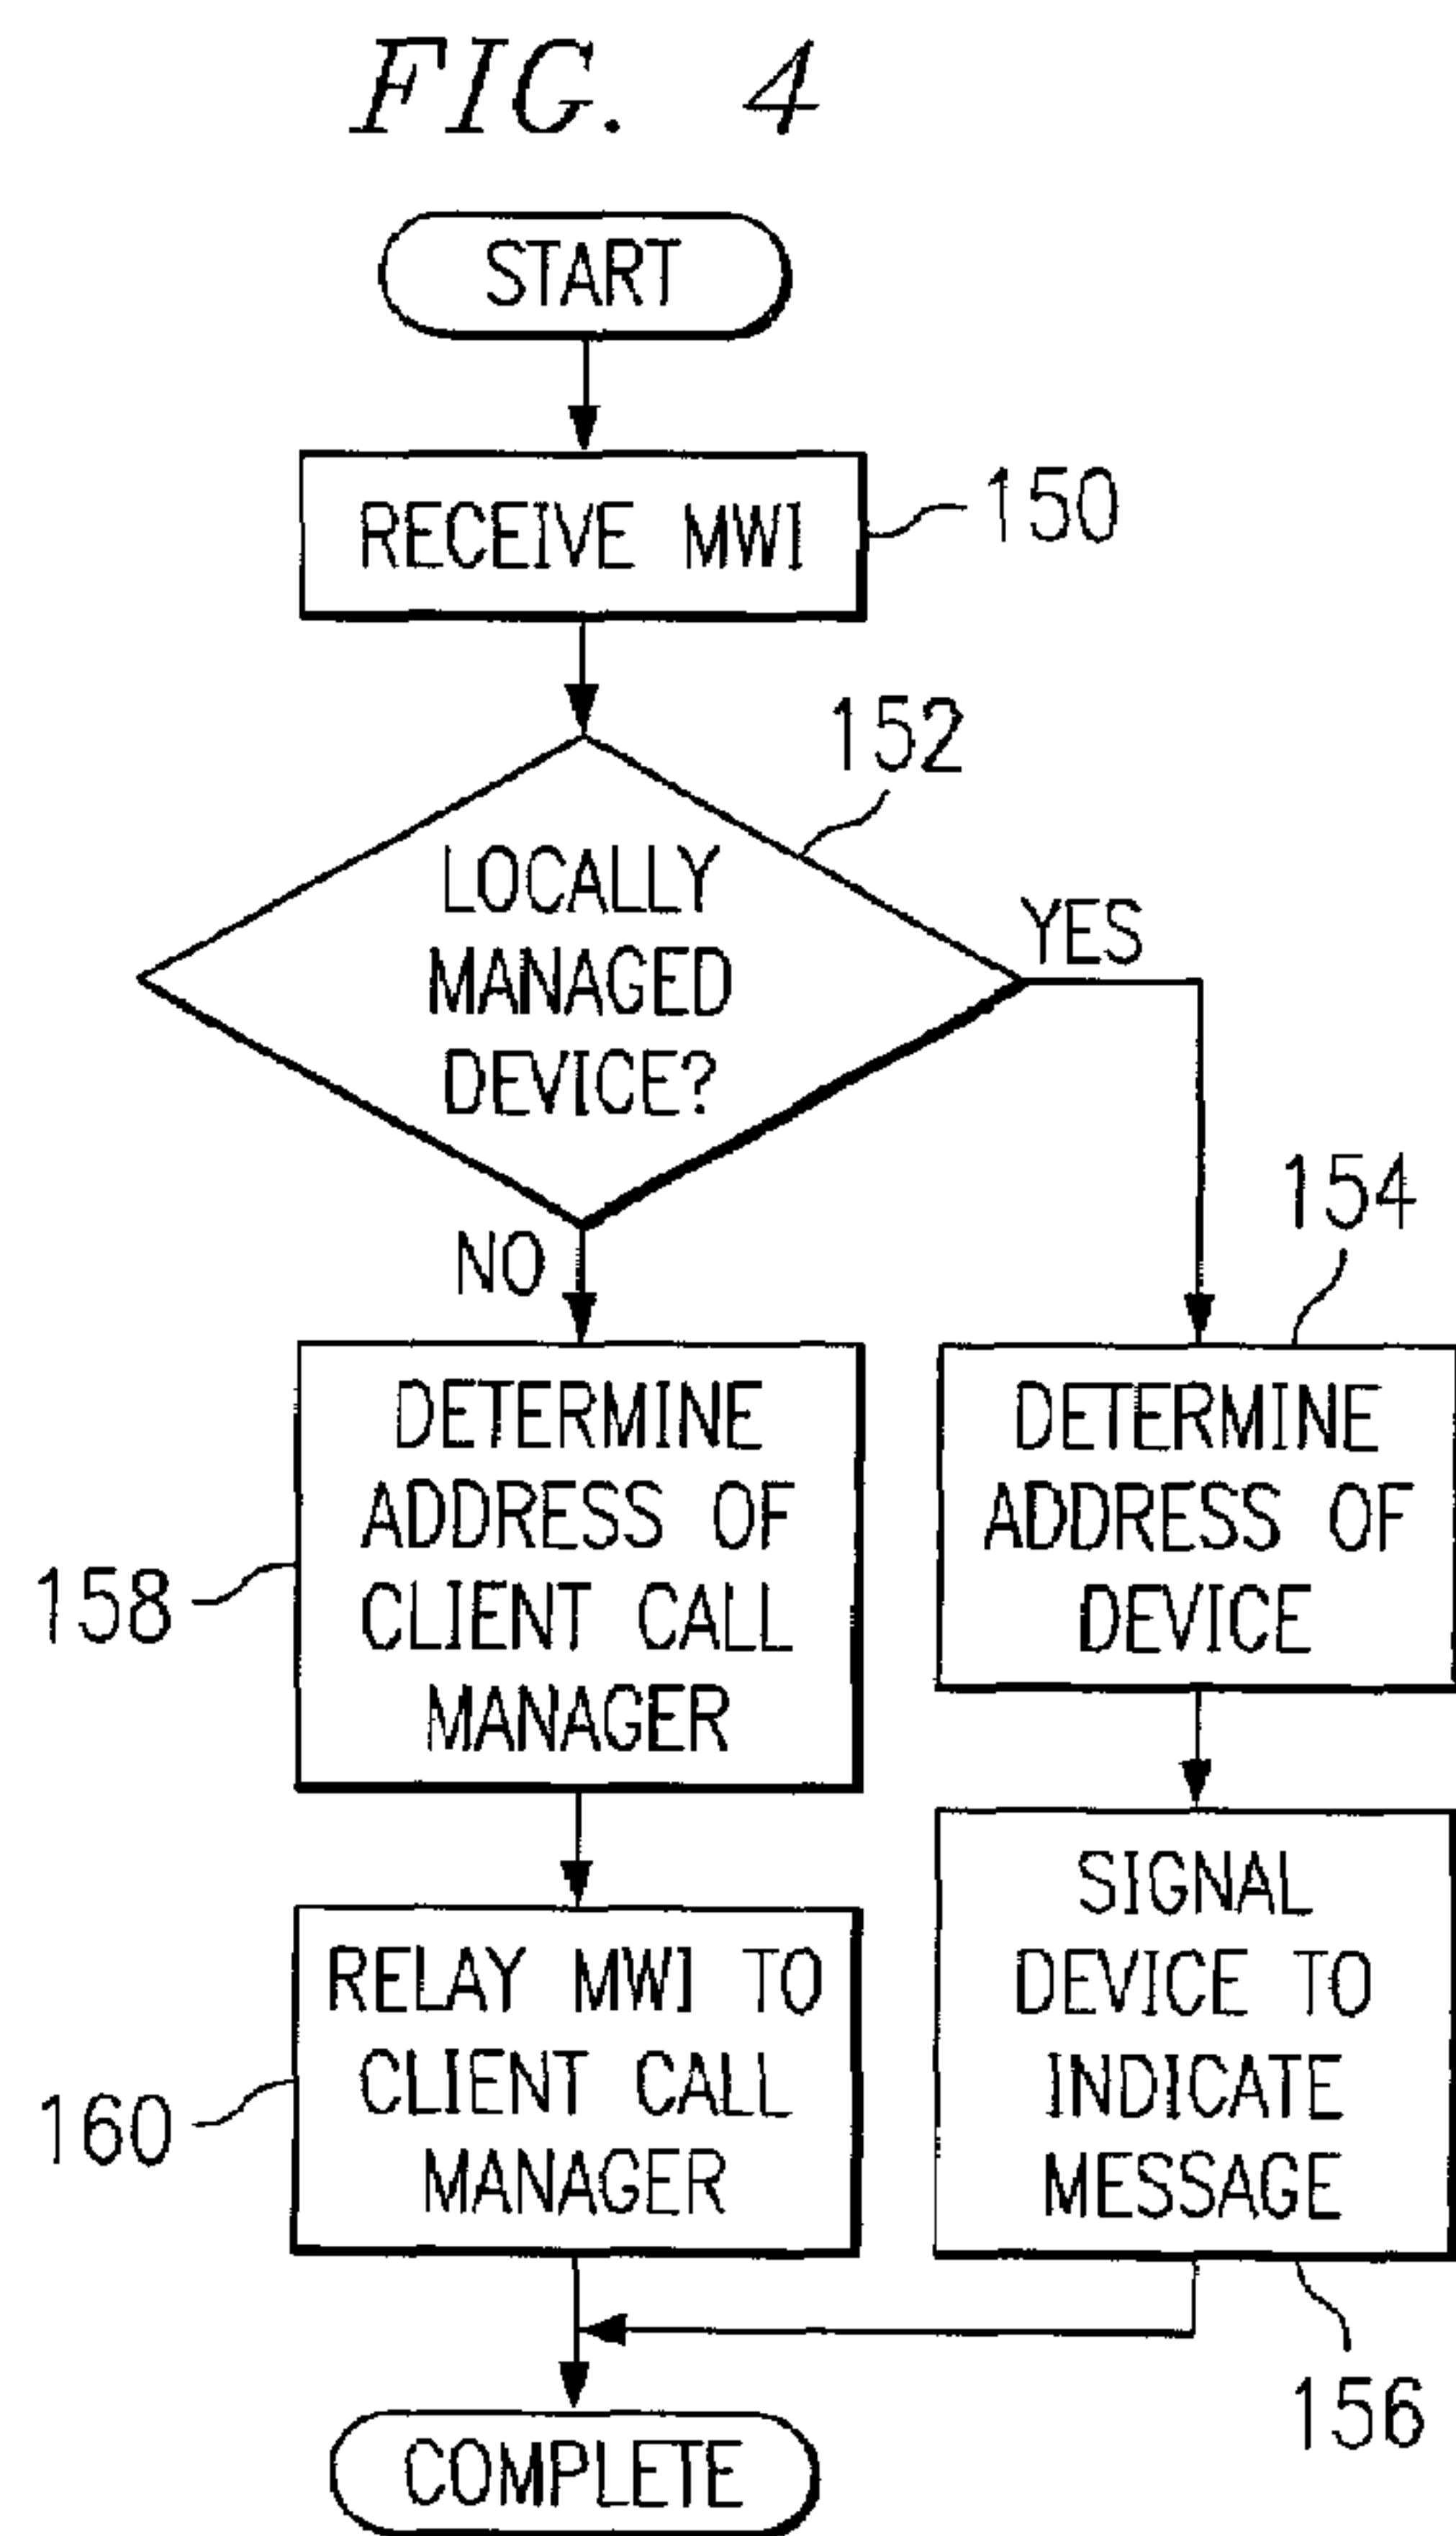 FIG. 4
START
RECEIVE MWI
150
152
LOCALLY
MANAGED
DEVICE?
YES
NO
154
DETERMINE
ADDRESS OF
CLIENT CALL
MANAGER
158
DETERMINE
ADDRESS OF
DEVICE
RELAY MWI TO
CLIENT CALL
MANAGER
160
SIGNAL
DEVICE TO
INDICATE
MESSAGE
156
COMPLETE